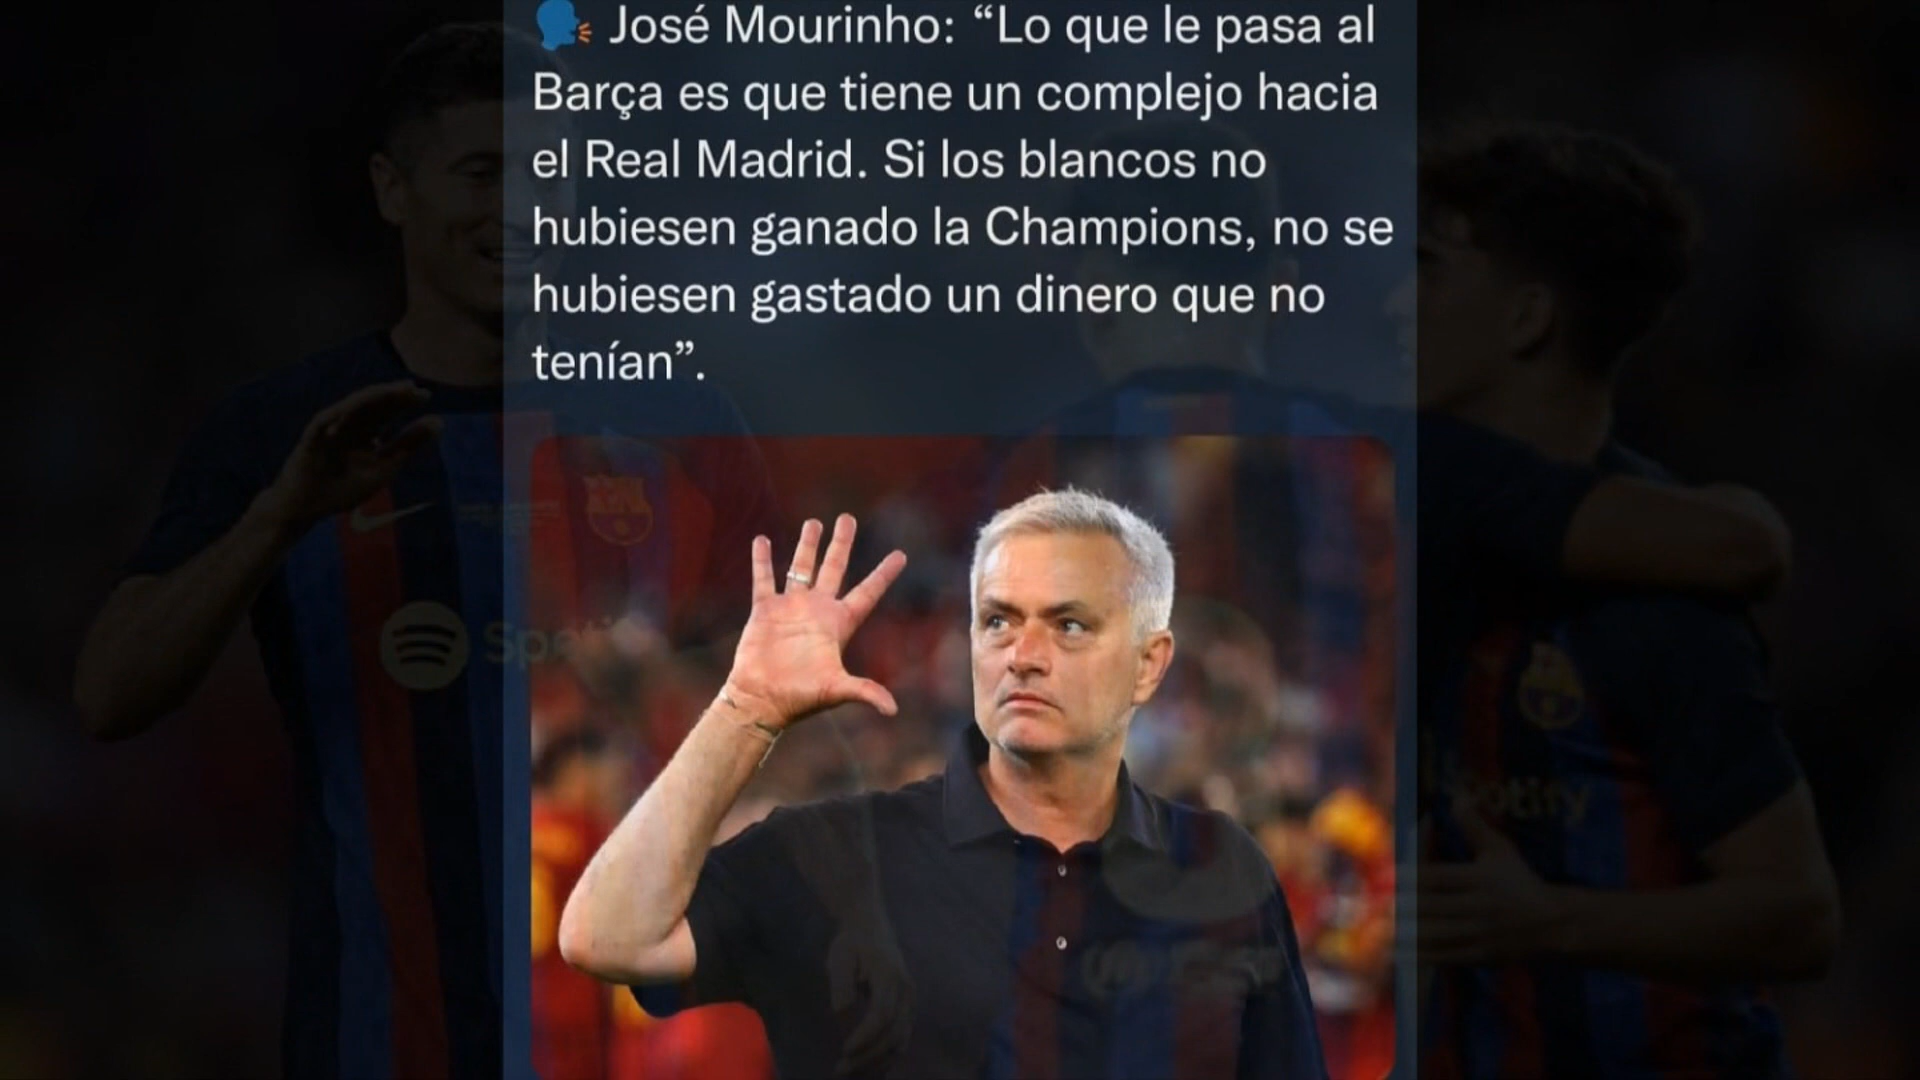 José Mourinho: “Lo que le pasa al
Barça es que tiene un complejo hacia
el Real Madrid. Si los blancos no
hubiesen ganado la Champions, no se
hubiesen gastado un dinero que no
tenían”.